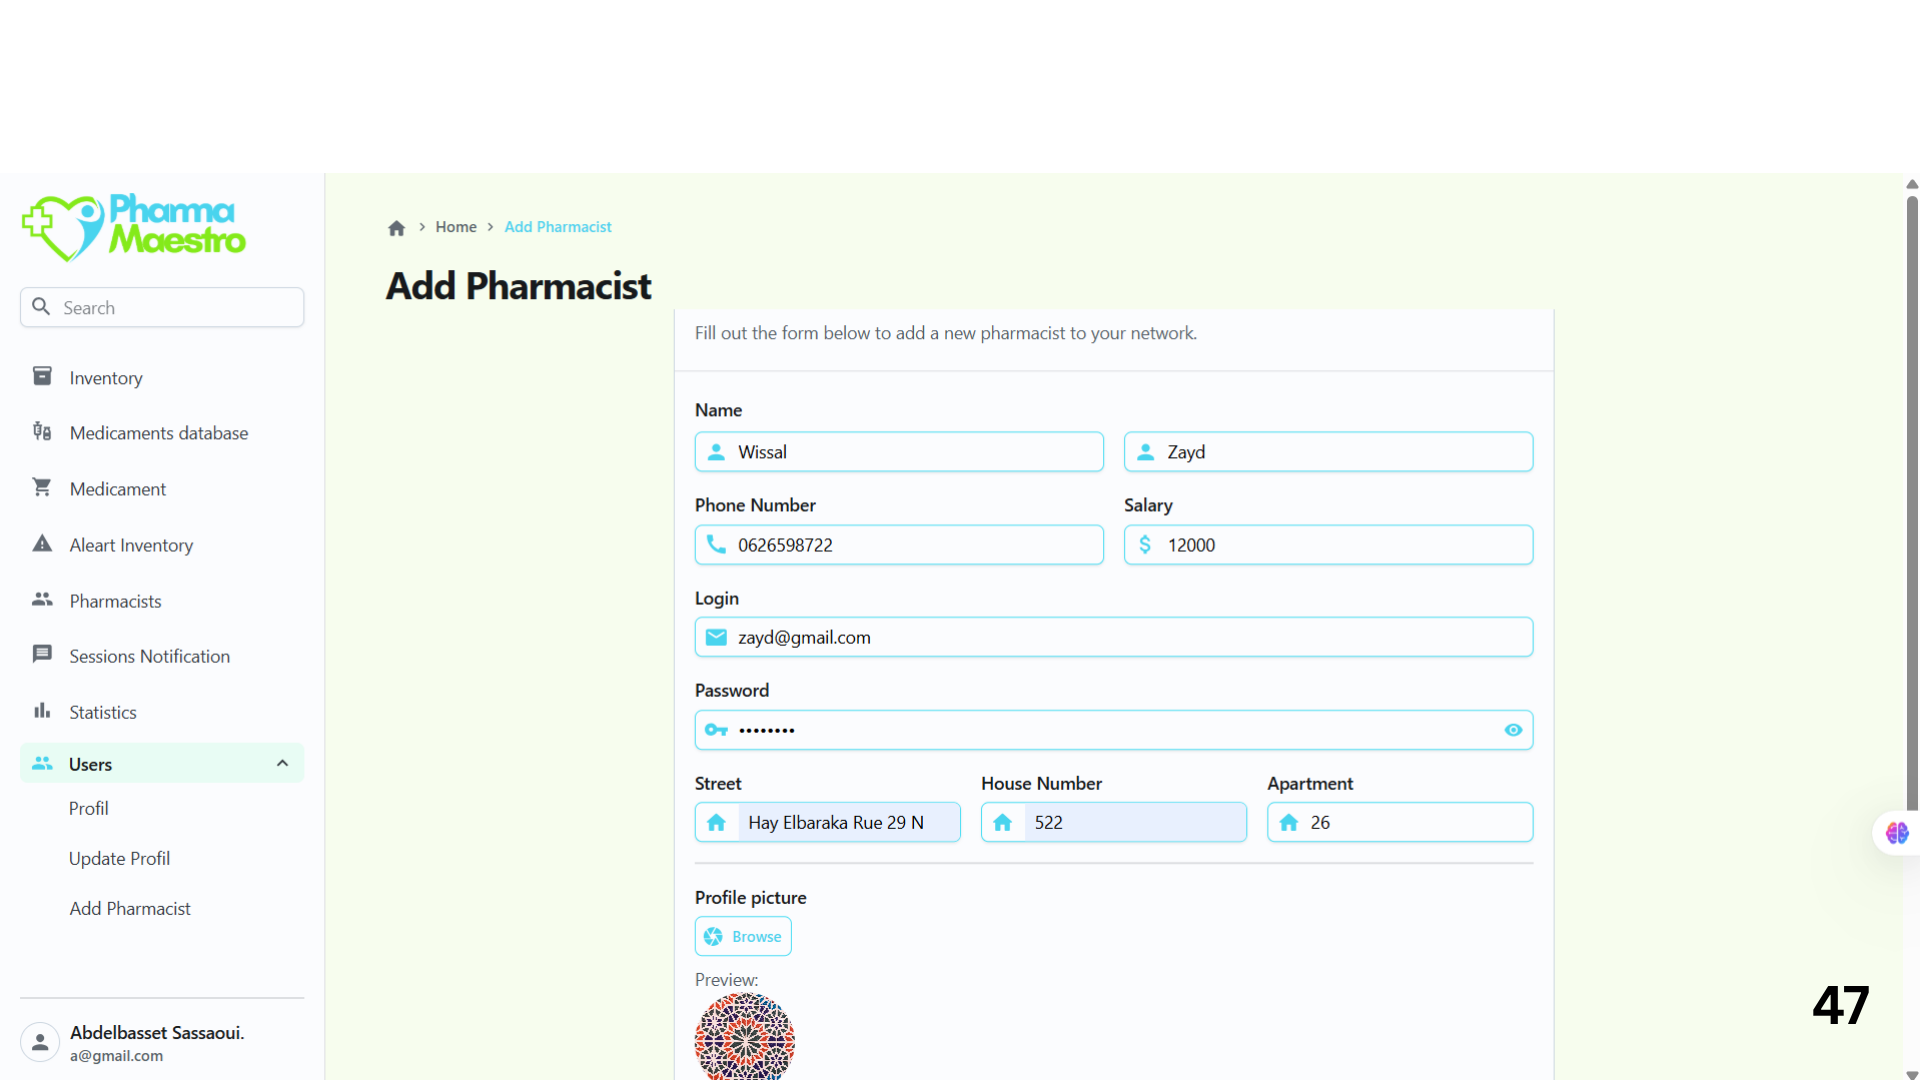 Pharma
Maestro
Search
Inventory
Medicaments database
Medicament
Aleart Inventory
Pharmacists
Sessions Notification
Statistics
Users
Profil
Update Profil
Add Pharmacist
Abdelbasset Sassaoui.
a@gmail.com
Home
Add Pharmacist
Add Pharmacist
Fill out the form below to add a new pharmacist to your network.
Name
Wissal
Zayd
Phone Number
Salary
0626598722
12000
Login
zayd@gmail.com
Password
••••••••
Street
House Number
Apartment
Hay Elbaraka Rue 29 N
522
26
Profile picture
Browse
Preview:
47